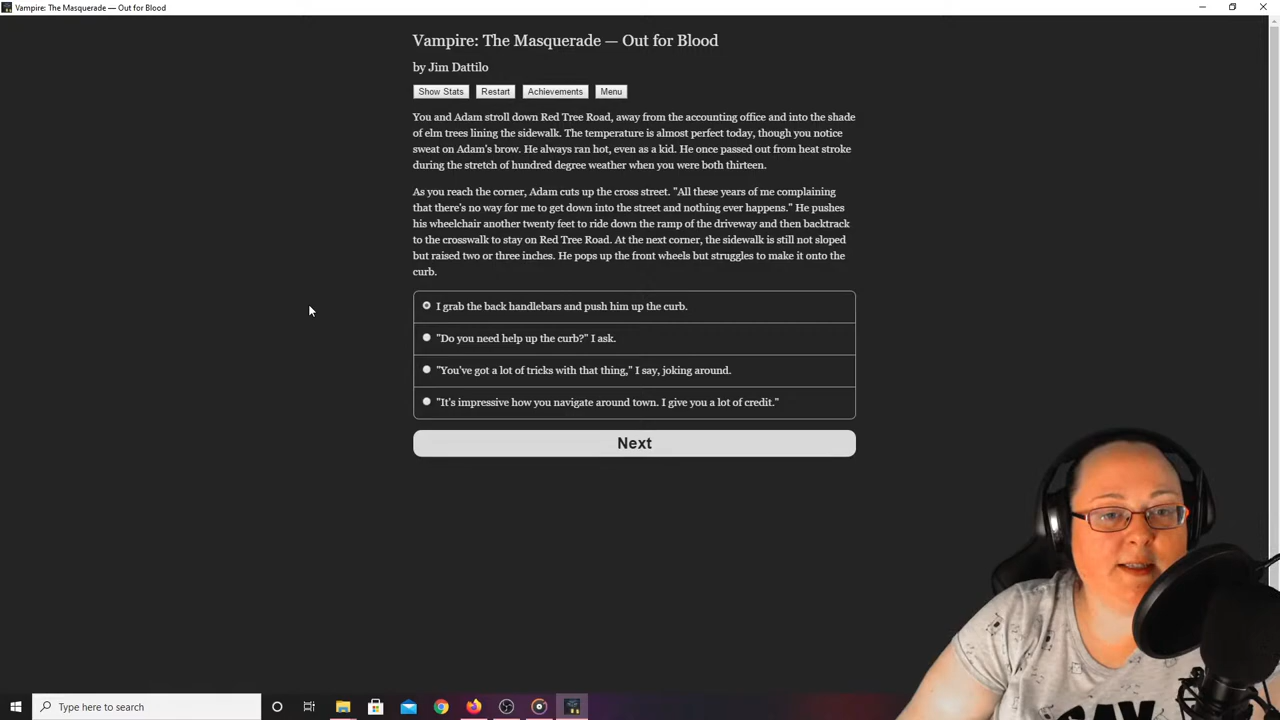 Vampire: The Masquerade — Out for Blood
Vampire: The Masquerade — Out for Blood
by Jim Dattilo
Show Stats Restart Achievements Menu
You and Adam stroll down Red Tree Road, away from the accounting office and into the shade
of elm trees lining the sidewalk. The temperature is almost perfect today, though you notice
sweat on Adam's brow. He always ran hot, even as a kid. He once passed out from heat stroke
during the stretch of hundred degree weather when you were both thirteen.
As you reach the corner, Adam cuts up the cross street. "All these years of me complaining
that there's no way for me to get down into the street and nothing ever happens." He pushes
his wheelchair another twenty feet to ride down the ramp of the driveway and then backtrack
to the crosswalk to stay on Red Tree Road. At the next corner, the sidewalk is still not sloped
but raised two or three inches. He pops up the front wheels but struggles to make it onto the
curb.
I grab the back handlebars and push him up the curb.
"Do you need help up the curb?" I ask.
"You've got a lot of tricks with that thing," I say, joking around.
"It's impressive how you navigate around town. I give you a lot of credit."
Next
Type here to search